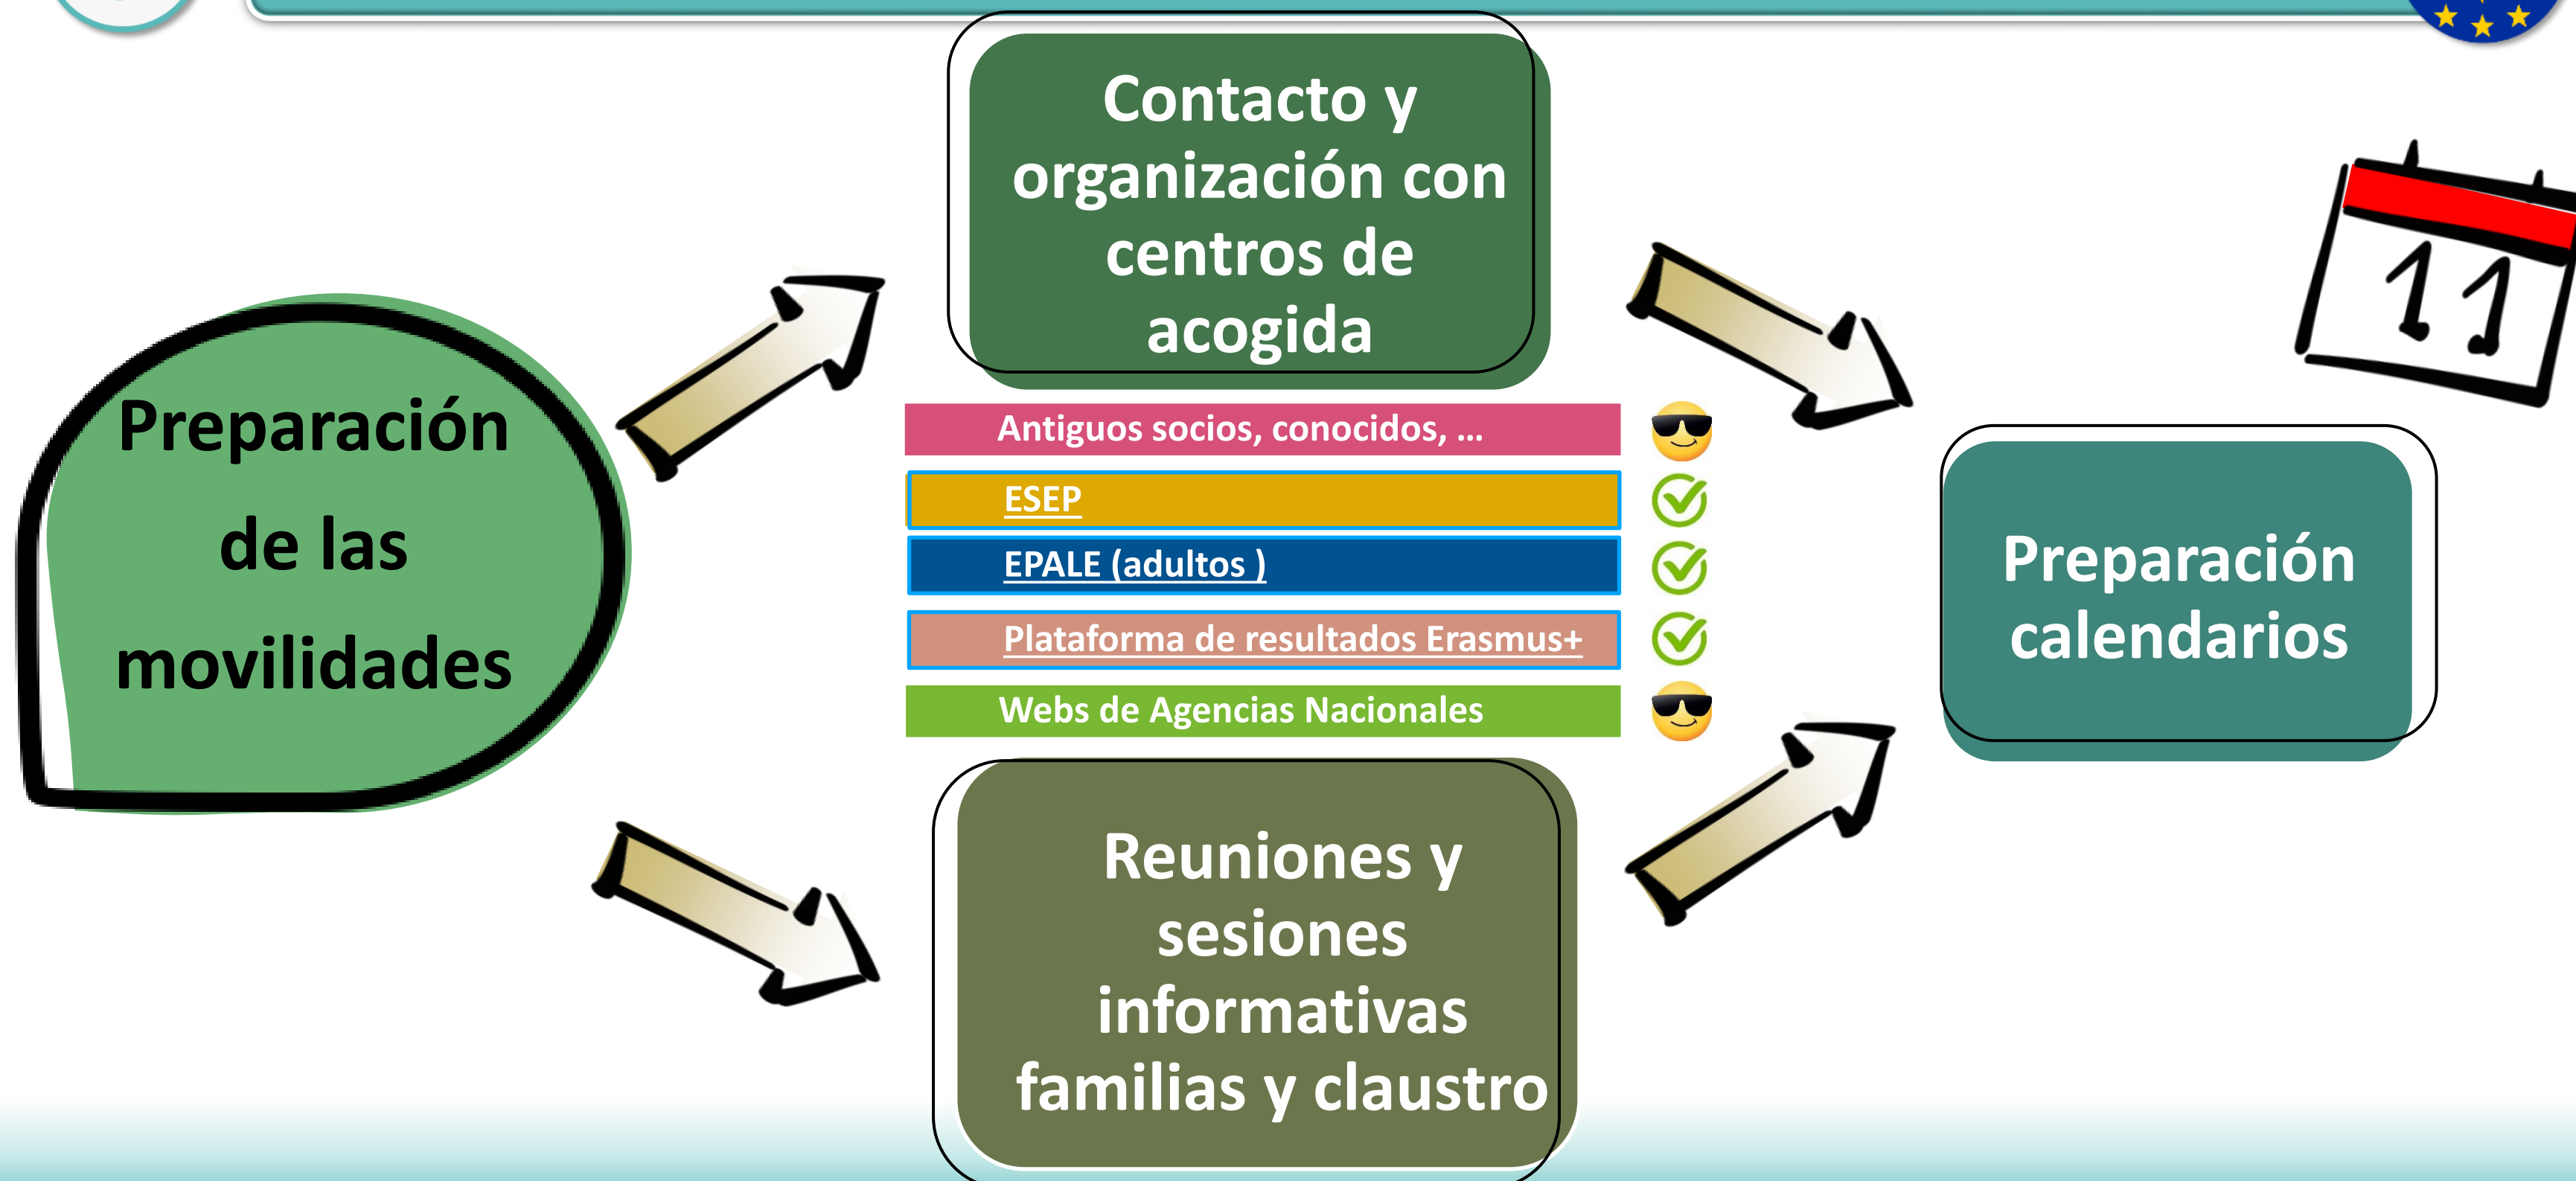 Preparación
de las
movilidades
Contacto y
organización con
centros de
acogida
Antiguos socios, conocidos, ...
ESEP
EPALE (adultos )
Plataforma de resultados Erasmus+
Webs de Agencias Nacionales
Reuniones y
sesiones
informativas
familias y claustro
Preparación
calendarios
11